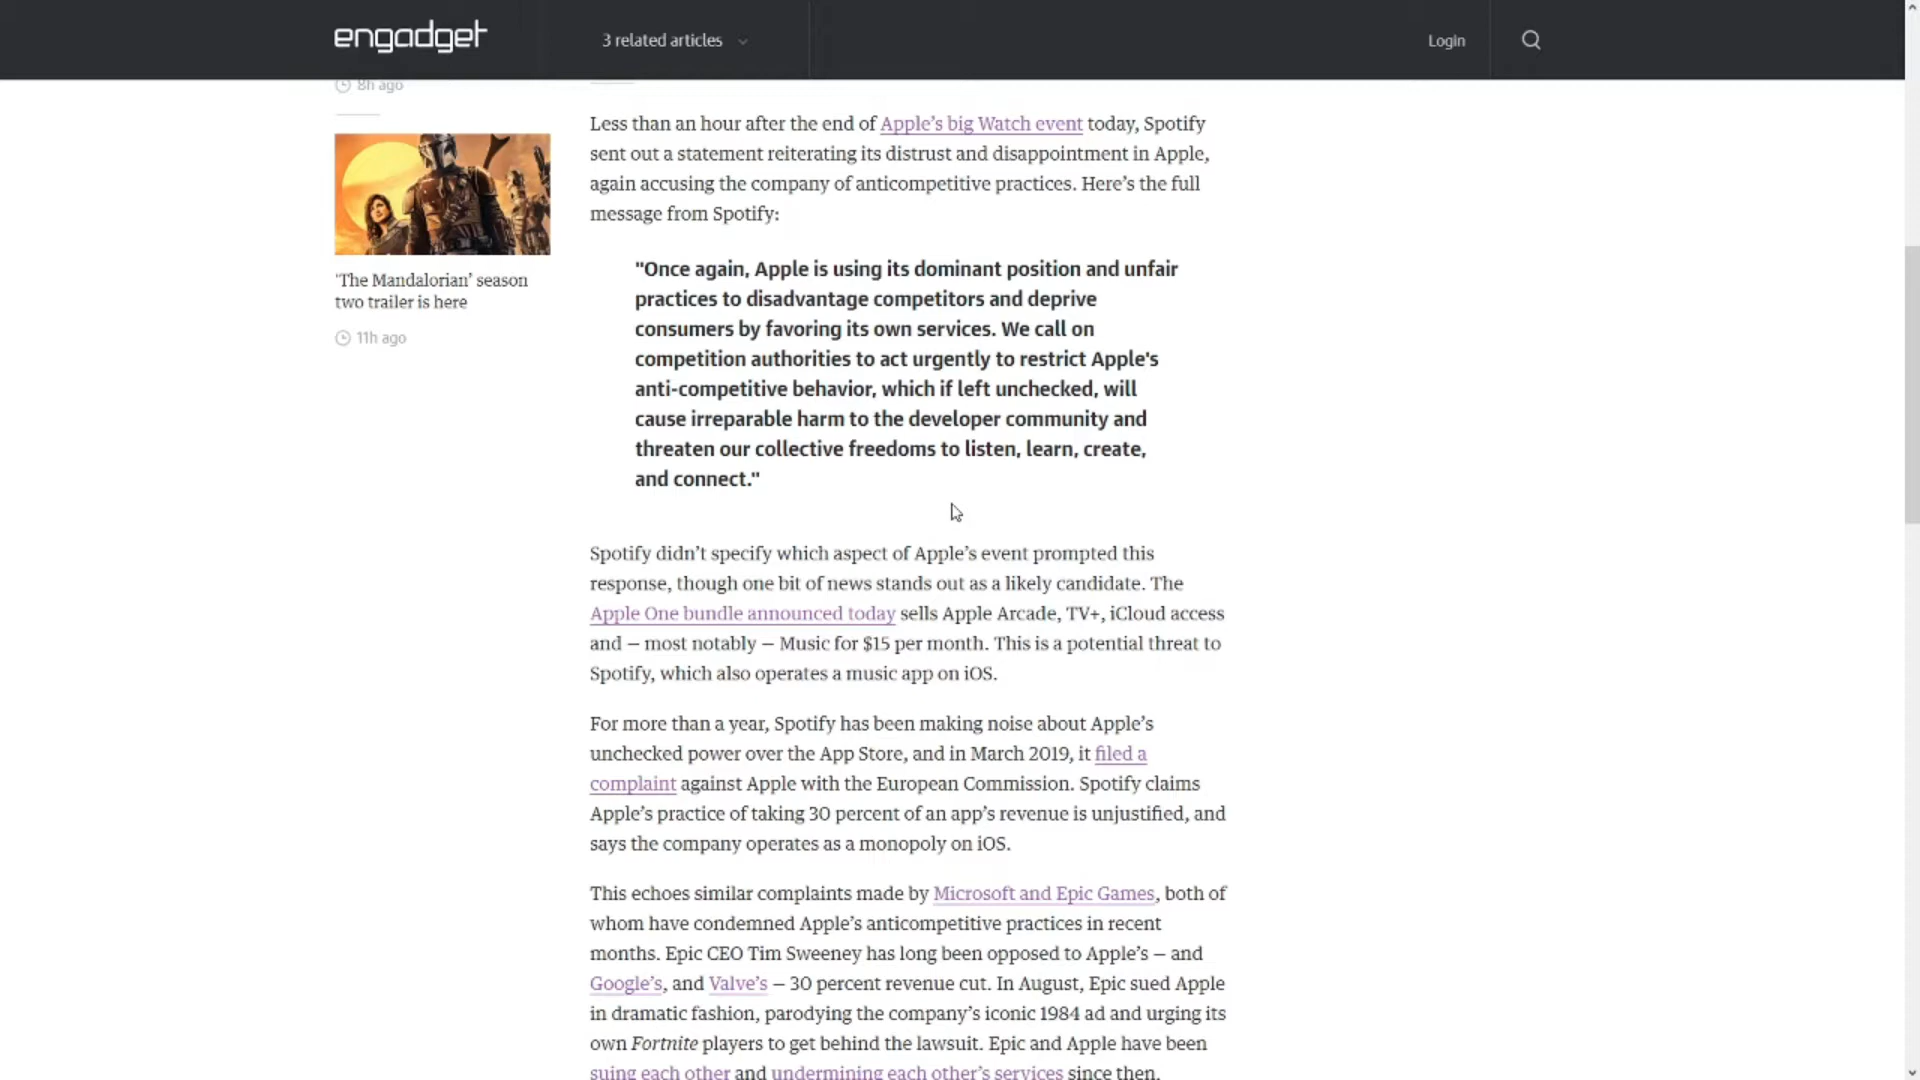 engadget
3 related articles
Login
8h ago
'The Mandalorian' season
two trailer is here
11h ago
Less than an hour after the end of Apple's big Watch event today, Spotify
sent out a statement reiterating its distrust and disappointment in Apple,
again accusing the company of anticompetitive practices. Here's the full
message from Spotify:
"Once again, Apple is using its dominant position and unfair
practices to disadvantage competitors and deprive
consumers by favoring its own services. We call on
competition authorities to act urgently to restrict Apple's
anti-competitive behavior, which if left unchecked, will
cause irreparable harm to the developer community and
threaten our collective freedoms to listen, learn, create,
and connect."
Spotify didn't specify which aspect of Apple's event prompted this
response, though one bit of news stands out as a likely candidate. The
Apple One bundle announced today sells Apple Arcade, TV+, iCloud access
and — most notably — Music for $15 per month. This is a potential threat to
Spotify, which also operates a music app on iOS.
For more than a year, Spotify has been making noise about Apple's
unchecked power over the App Store, and in March 2019, it filed a
complaint against Apple with the European Commission. Spotify claims
Apple's practice of taking 30 percent of an app's revenue is unjustified, and
says the company operates as a monopoly on iOS.
This echoes similar complaints made by Microsoft and Epic Games, both of
whom have condemned Apple's anticompetitive practices in recent
months. Epic CEO Tim Sweeney has long been opposed to Apple's — and
Google's, and Valve's — 30 percent revenue cut. In August, Epic sued Apple
in dramatic fashion, parodying the company's iconic 1984 ad and urging its
own Fortnite players to get behind the lawsuit. Epic and Apple have been
suing each other and undermining each other's services since then.